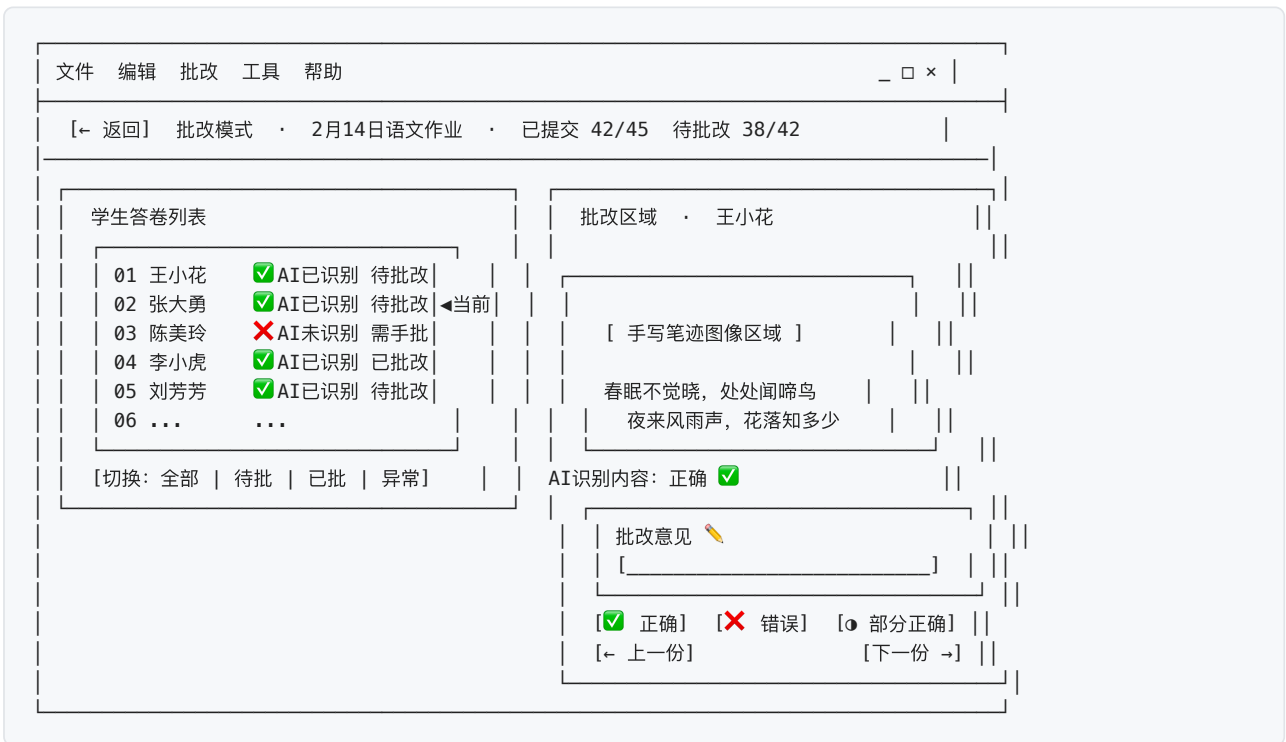 文件 编辑 批改 工具 帮助 _ □ ×
[← 返回] 批改模式 · 2月14日语文作业 · 已提交 42/45 待批改 38/42
学生答卷列表
01 王小花 ✅AI已识别 待批改
02 张大勇 ✅AI已识别 待批改 ◀当前
03 陈美玲 ❌AI未识别 需手批
04 李小虎 ✅AI已识别 已批改
05 刘芳芳 ✅AI已识别 待批改
06 ... ...
[切换: 全部 | 待批 | 已批 | 异常]
批改区域 · 王小花
[ 手写笔迹图像区域 ]
春眠不觉晓，处处闻啼鸟
夜来风雨声，花落知多少
AI识别内容: 正确 ✅
批改意见 ✏️
[__________________________]
[✅ 正确] [❌ 错误] [◑ 部分正确]
[← 上一份] [下一份 →]